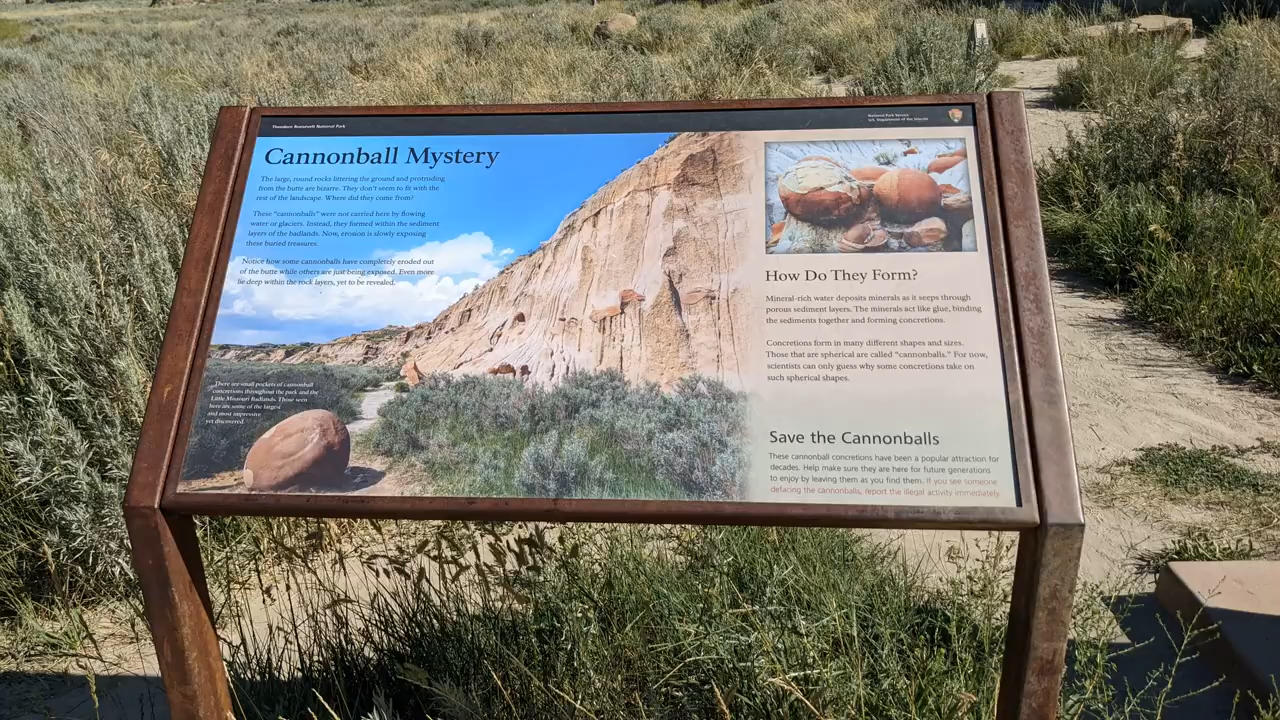 Theodore Roosevelt National Park
National Park Service
U.S. Department of the Interior
Cannonball Mystery
The large, round rocks littering the ground and protruding
from the butte are bizarre. They don't seem to fit with the
rest of the landscape. Where did they come from?
These "cannonballs" were not carried here by flowing
water or glaciers. Instead, they formed within the sediment
layers of the badlands. Now, erosion is slowly exposing
these buried treasures.
Notice how some cannonballs have completely eroded out
of the butte while others are just being exposed. Even more
lie deep within the rock layers, yet to be revealed.
There are small pockets of cannonball
concretions throughout the park and the
Little Missouri Badlands. Those seen
here are some of the largest
and most impressive
yet discovered.
How Do They Form?
Mineral-rich water deposits minerals as it seeps through
porous sediment layers. The minerals act like glue, binding
the sediments together and forming concretions.
Concretions form in many different shapes and sizes.
Those that are spherical are called "cannonballs." For now,
scientists can only guess why some concretions take on
such spherical shapes.
Save the Cannonballs
These cannonball concretions have been a popular attraction for
decades. Help make sure they are here for future generations
to enjoy by leaving them as you find them. If you see someone
defacing the cannonballs, report the illegal activity immediately.